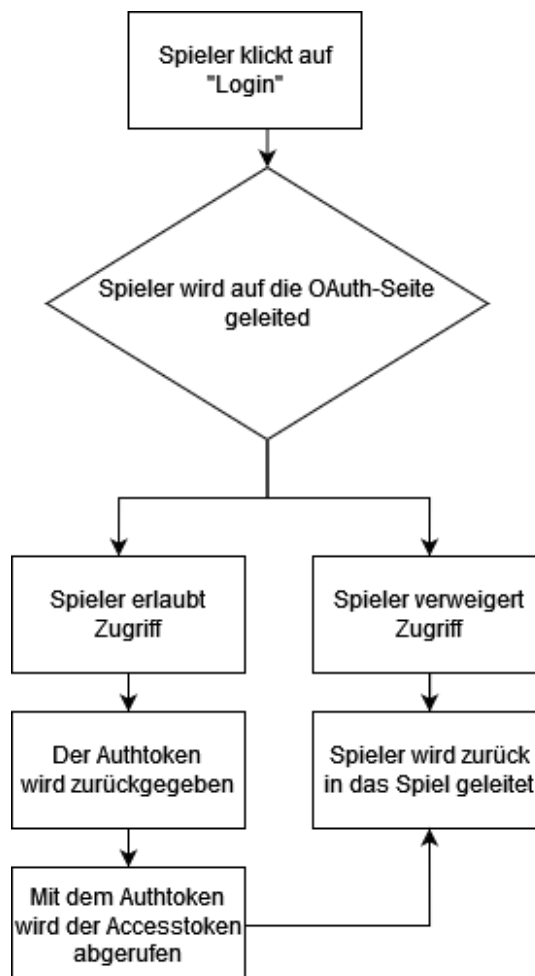 Spieler klickt auf
"Login"
Spieler wird auf die OAuth-Seite
geleited
Spieler erlaubt
Zugriff
Spieler verweigert
Zugriff
Der Authtoken
wird zurückgegeben
Spieler wird zurück
in das Spiel geleitet
Mit dem Authtoken
wird der Accesstoken
abgerufen